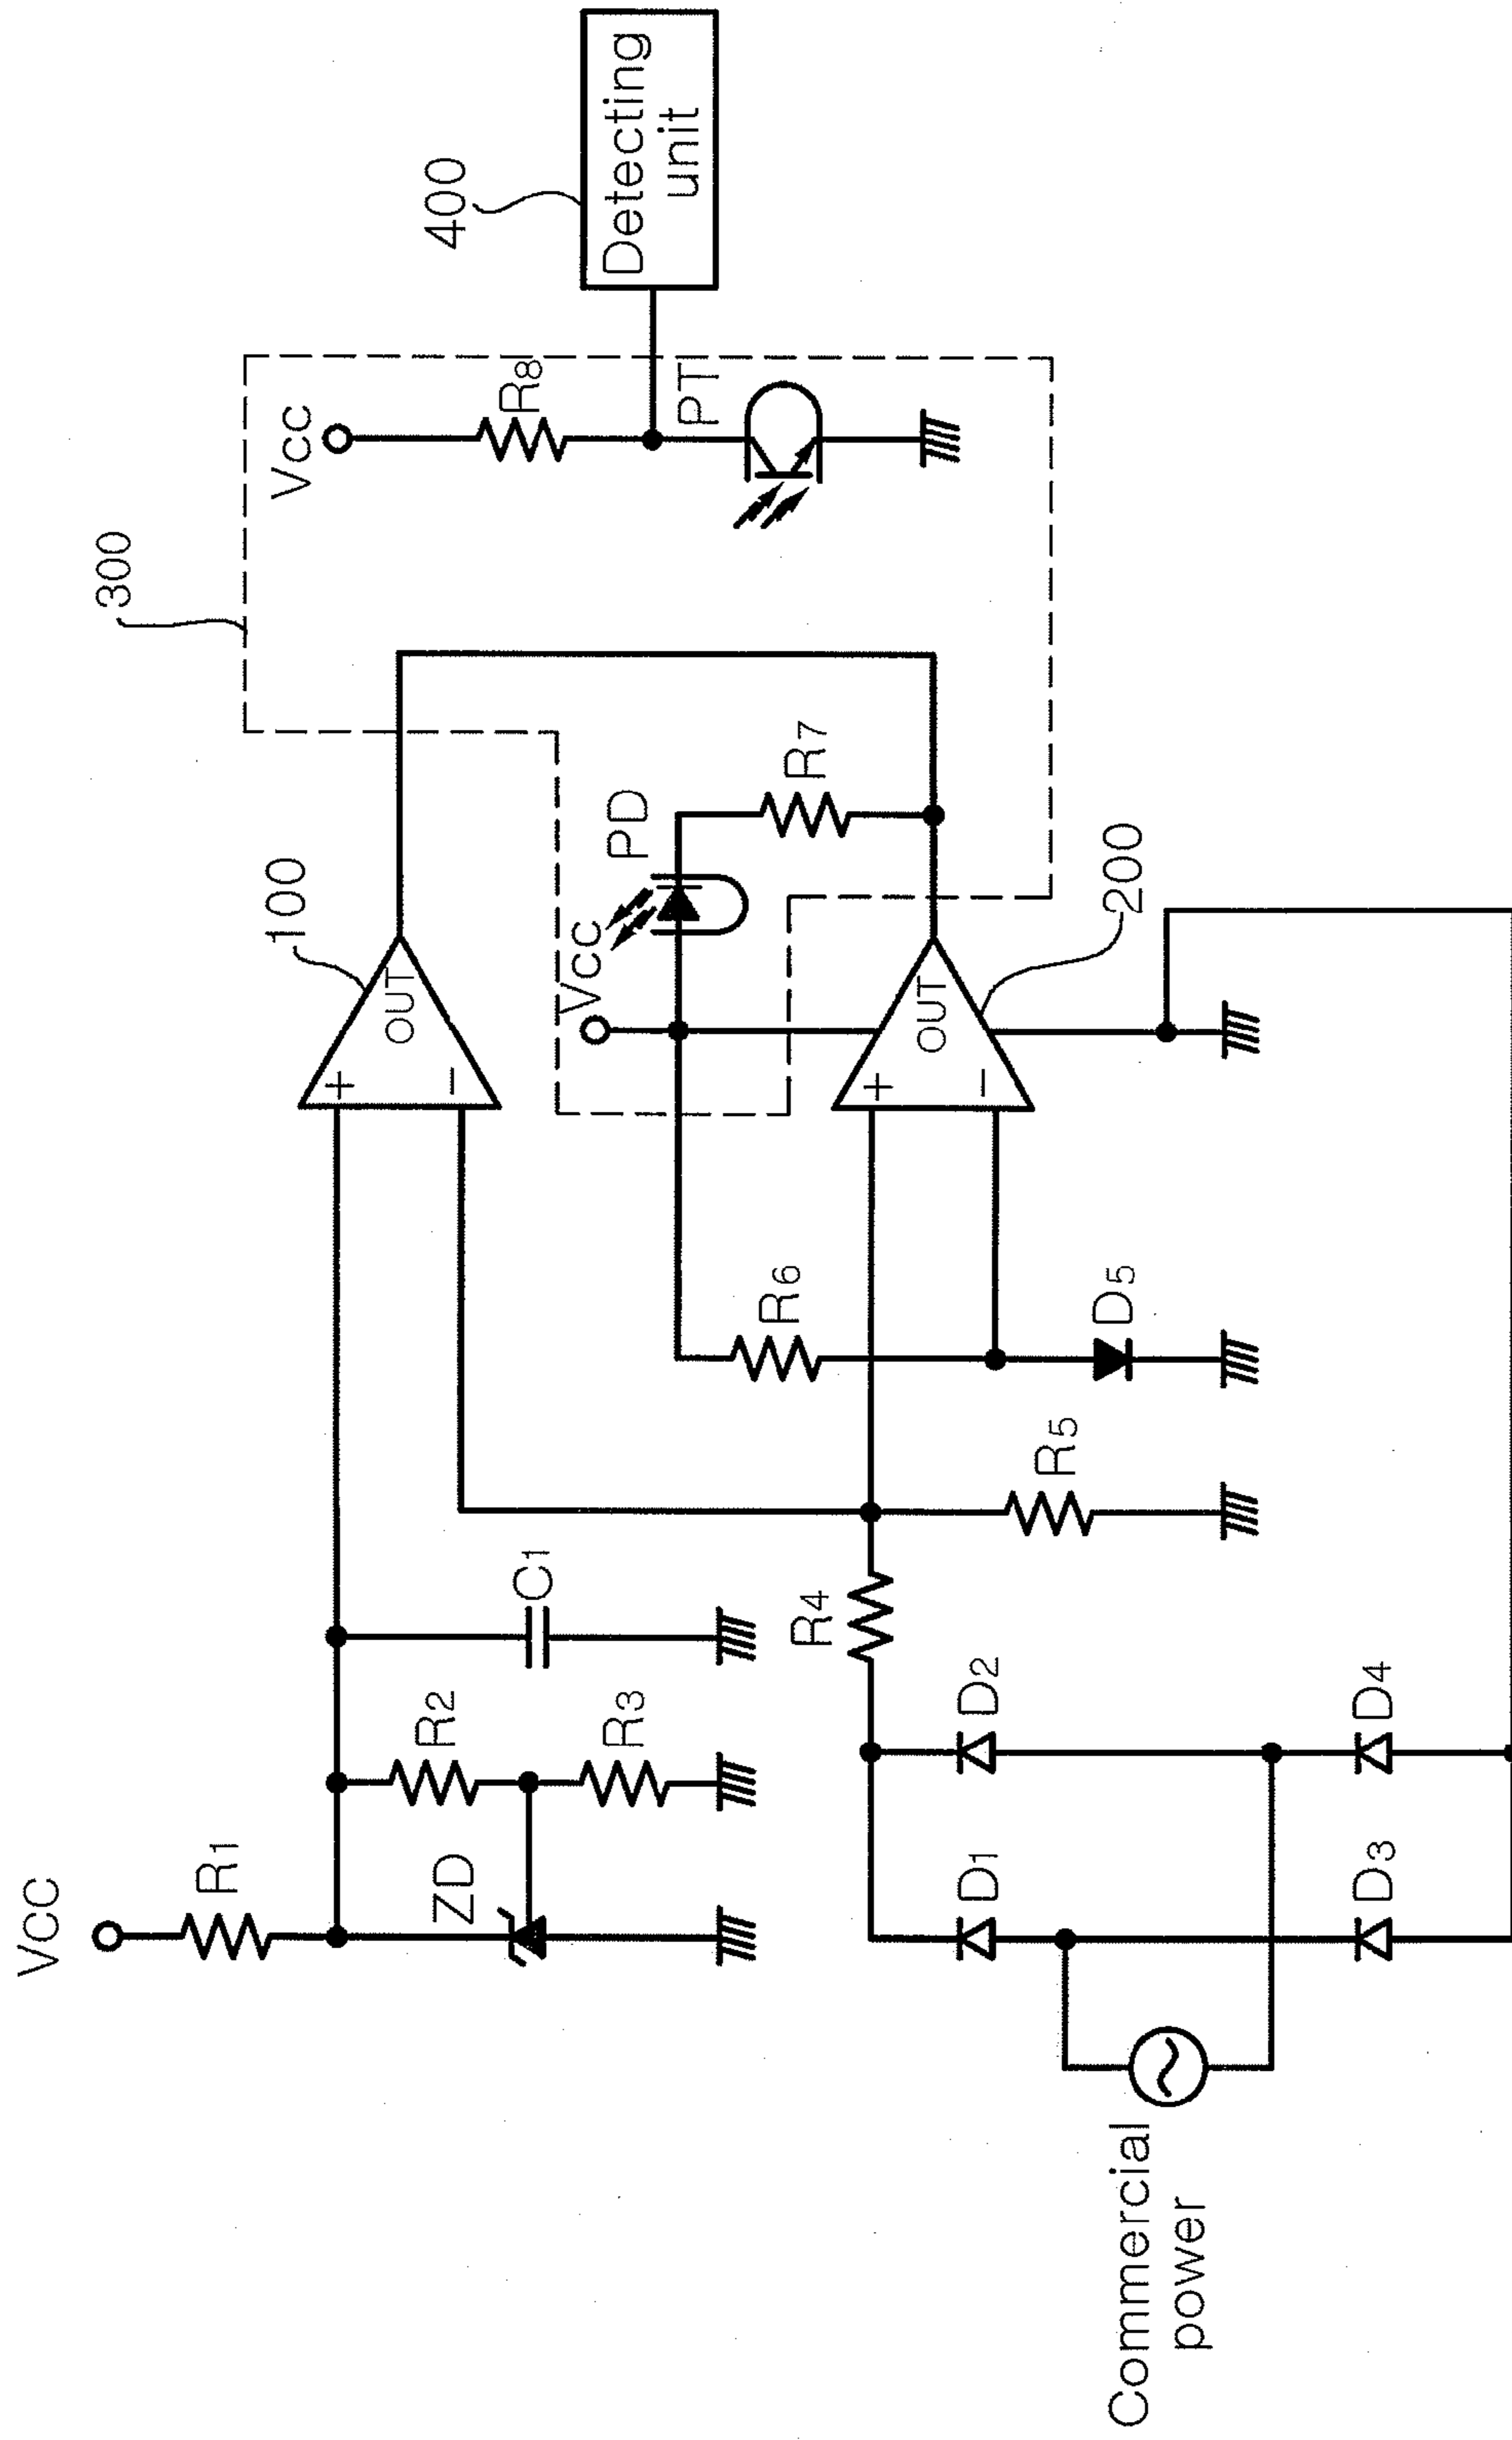 Vcc
R1
ZD
R2
R3
C1
100
+
−
OUT
300
Vcc
R8
PT
400
Detecting
unit
Vcc
PD
R7
R6
D5
R5
R4
+
−
OUT
200
D1
D2
D3
D4
Commercial
power